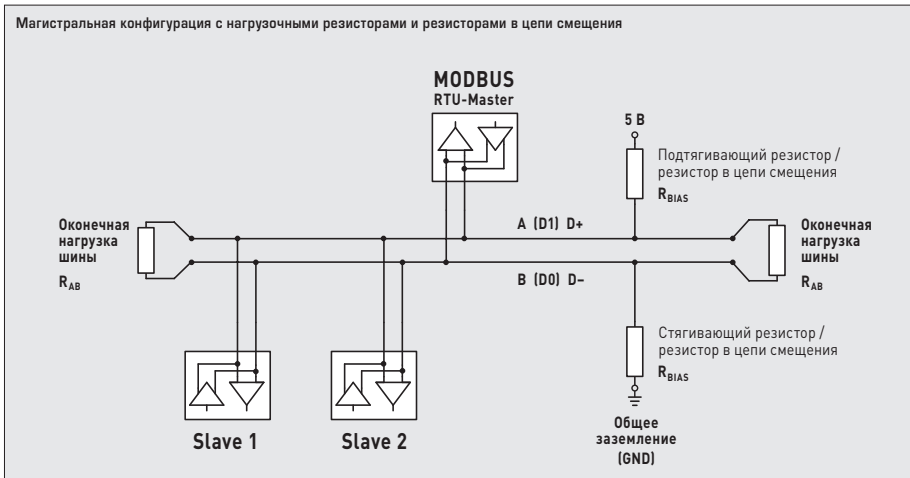 Магистральная конфигурация с нагрузочными резисторами и резисторами в цепи смещения
MODBUS
RTU-Master
5 В
Подтягивающий резистор /
резистор в цепи смещения
RBIAS
Оконечная
нагрузка
шины
RAB
A (D1) D+
B (D0) D−
Оконечная
нагрузка
шины
RAB
Стягивающий резистор /
резистор в цепи смещения
RBIAS
Общее
заземление
(GND)
Slave 1
Slave 2